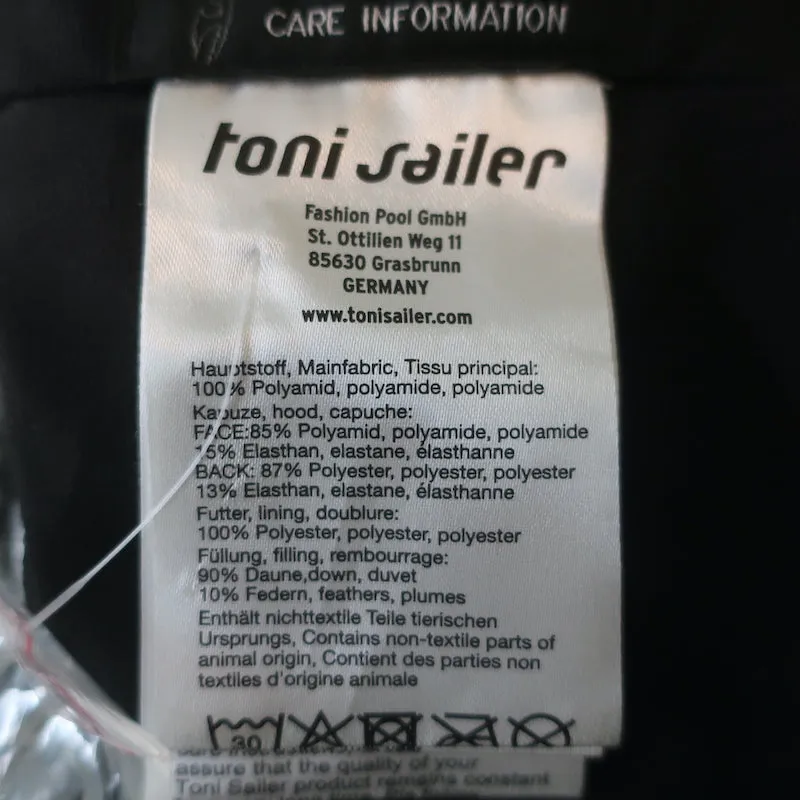 CARE INFORMATION
toni sailer
Fashion Pool GmbH
St. Ottilien Weg 11
85630 Grasbrunn
GERMANY
www.tonisailer.com
Hauptstoff, Mainfabric, Tissu principal:
100% Polyamid, polyamide, polyamide
Kapuze, hood, capuche:
FACE:85% Polyamid, polyamide, polyamide
15% Elasthan, elastane, élasthanne
BACK: 87% Polyester, polyester, polyester
13% Elasthan, elastane, élasthanne
Futter, lining, doublure:
100% Polyester, polyester, polyester
Füllung, filling, rembourrage:
90% Daune,down, duvet
10% Federn, feathers, plumes
Enthält nichttextile Teile tierischen
Ursprungs, Contains non-textile parts of
animal origin, Contient des parties non
textiles d'origine animale
30
assure that the quality of your
Toni Sailer product remains constant